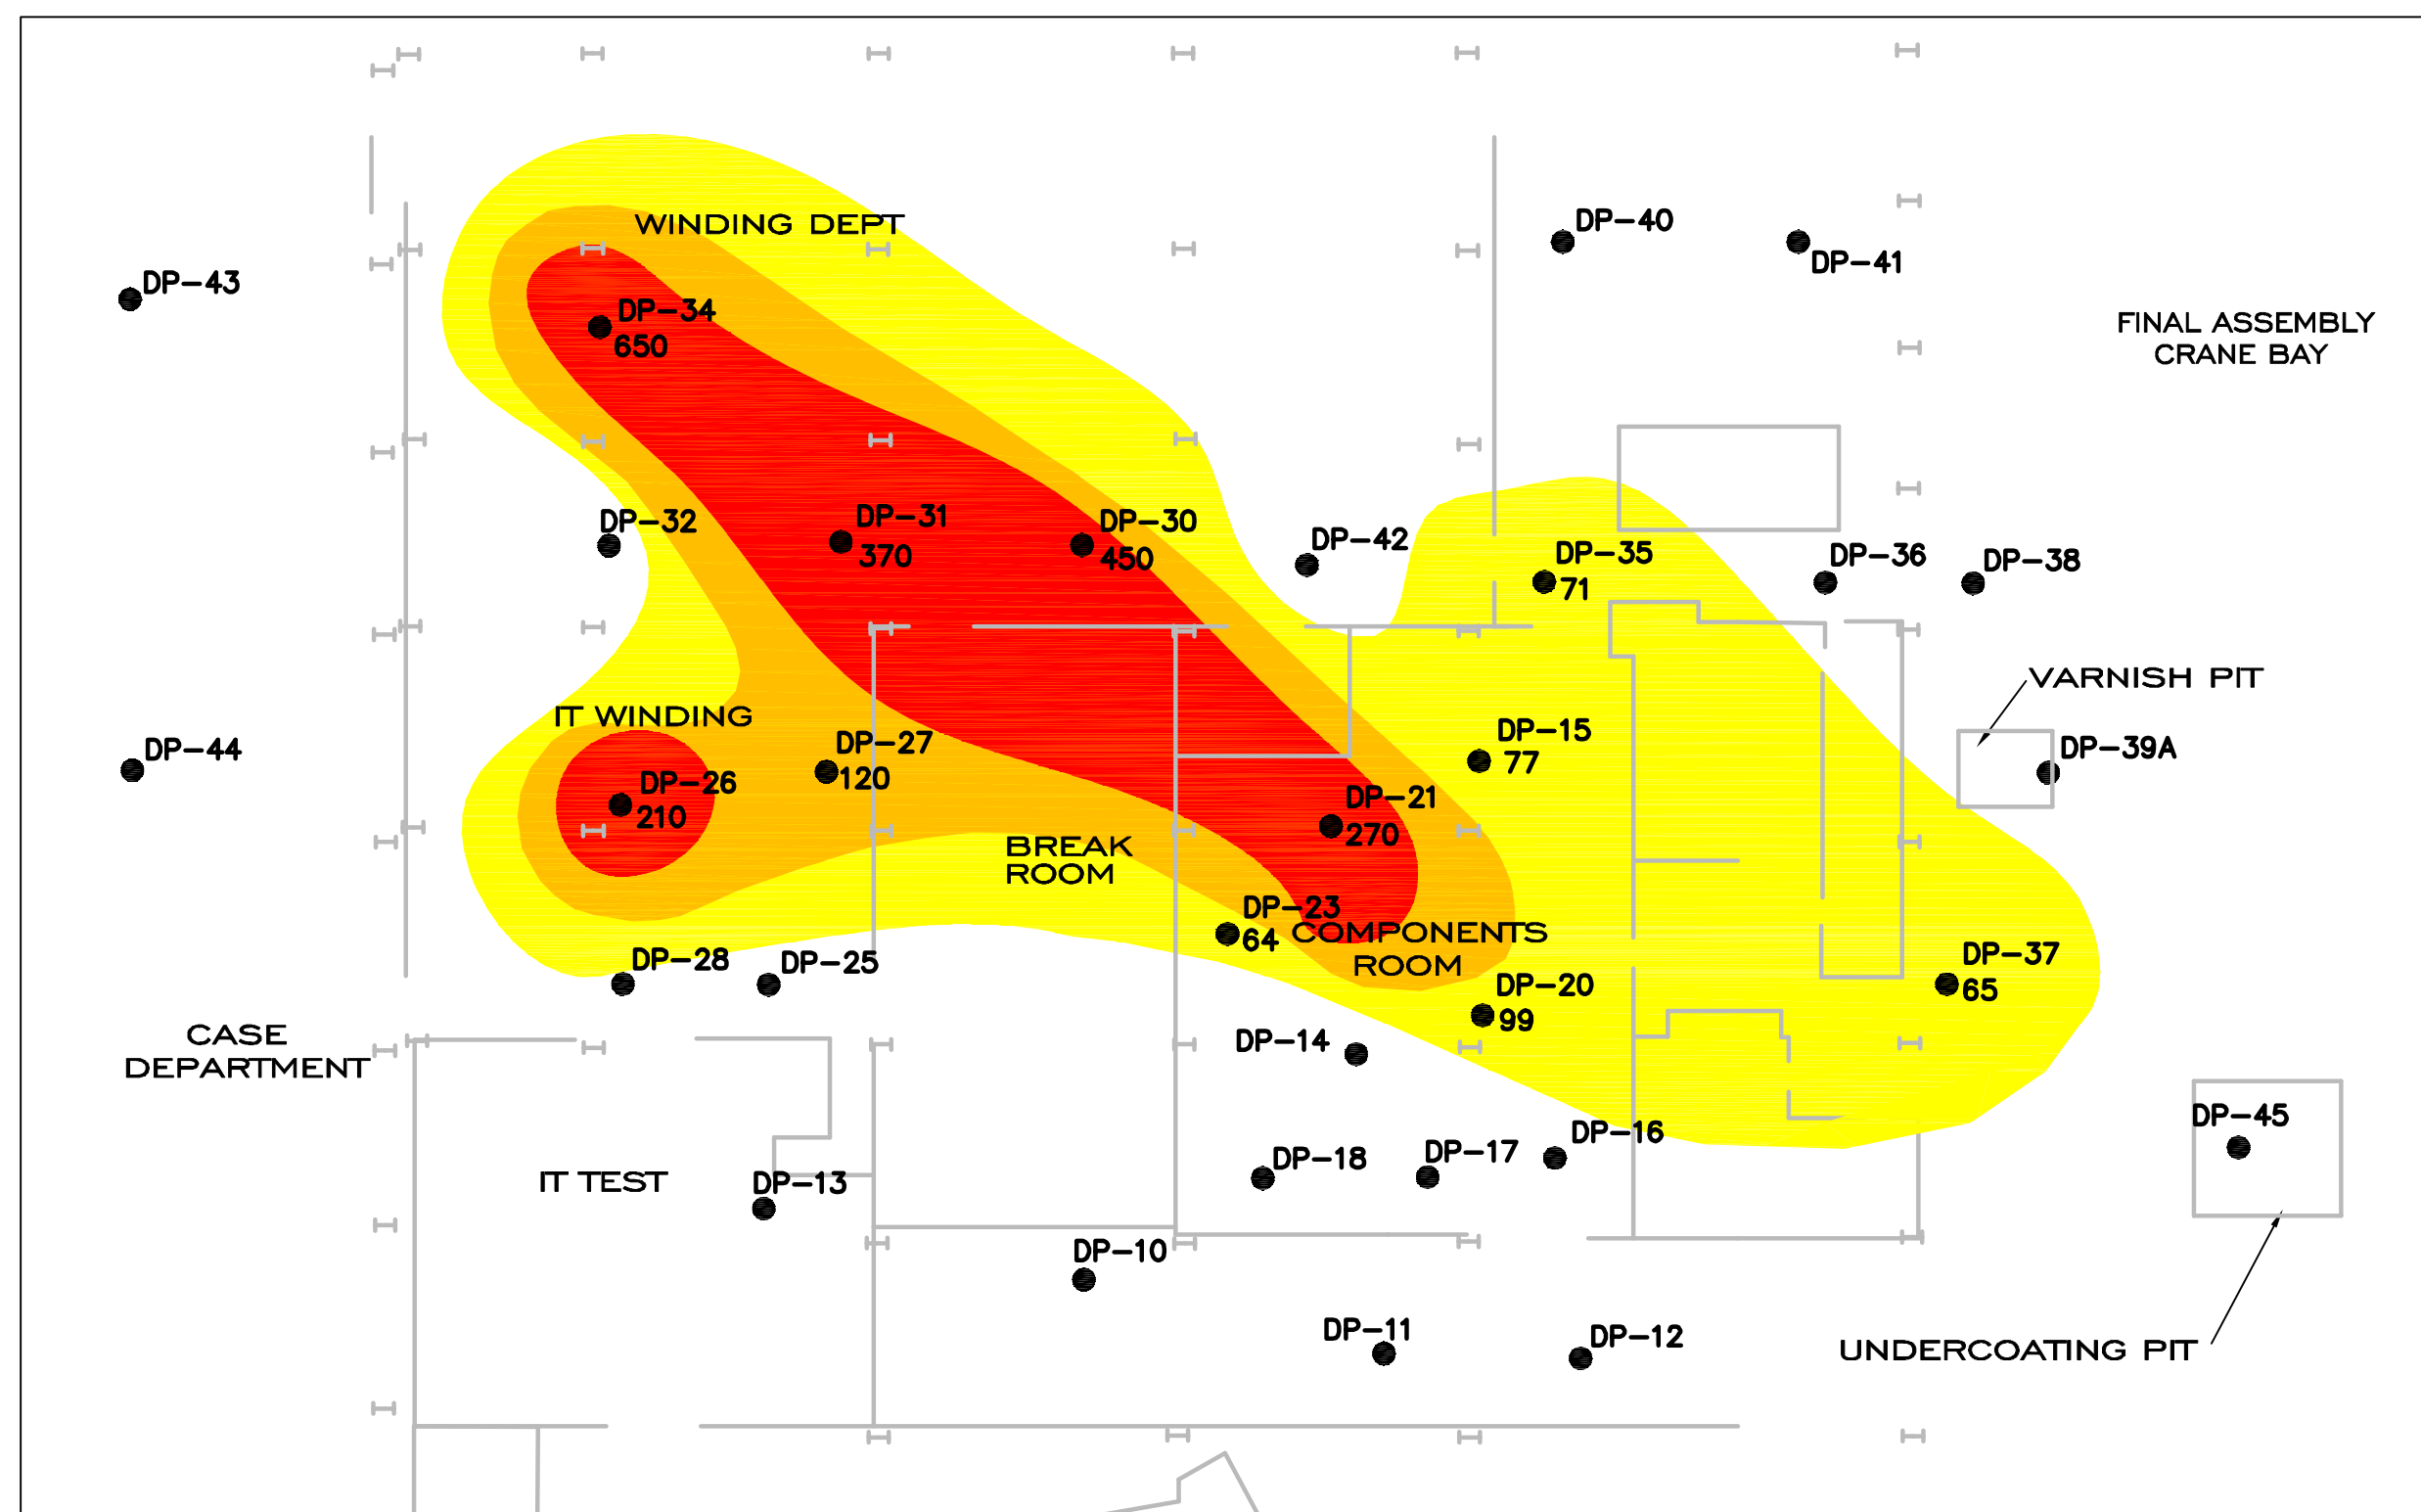 WINDING DEPT
DP-40
DP-41
DP-43
DP-34
650
FINAL ASSEMBLY
CRANE BAY
DP-32
DP-31
370
DP-30
450
DP-42
DP-35
71
DP-36
DP-38
VARNISH PIT
IT WINDING
DP-44
DP-27
120
DP-15
77
DP-39A
DP-26
210
DP-21
270
BREAK
ROOM
DP-23
64
COMPONENTS
ROOM
DP-28
DP-25
DP-20
99
DP-37
65
CASE
DEPARTMENT
DP-14
DP-45
DP-16
DP-17
DP-18
IT TEST
DP-13
DP-10
DP-11
DP-12
UNDERCOATING PIT